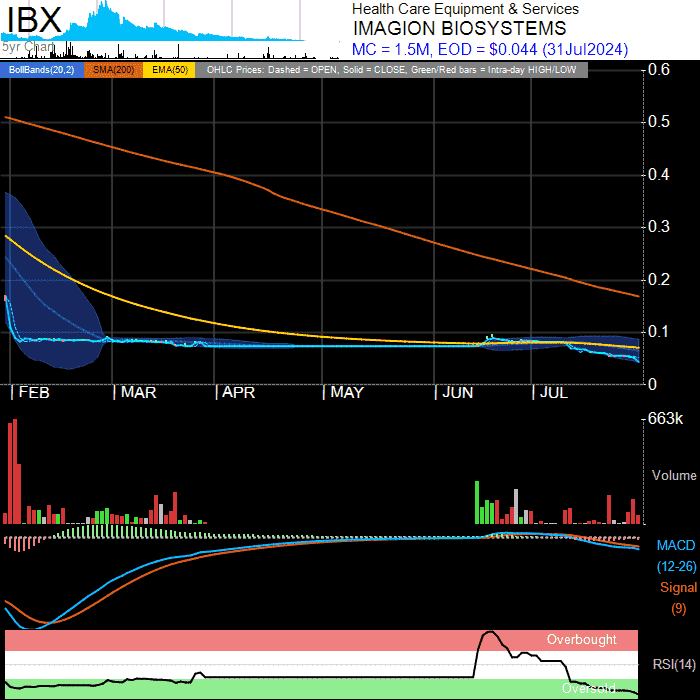 IBX
Health Care Equipment & Services
IMAGION BIOSYSTEMS
5yr Chart
MC = 1.5M, EOD = $0.044 (31Jul2024)
BollBands(20,2) SMA(200) EMA(50) OHLC Prices: Dashed = OPEN, Solid = CLOSE, Green/Red bars = Intra-day HIGH/LOW
0.6
0.5
0.4
0.3
0.2
0.1
0
FEB MAR APR MAY JUN JUL
663k
Volume
MACD
(12-26)
Signal
(9)
Overbought
RSI(14)
Oversold